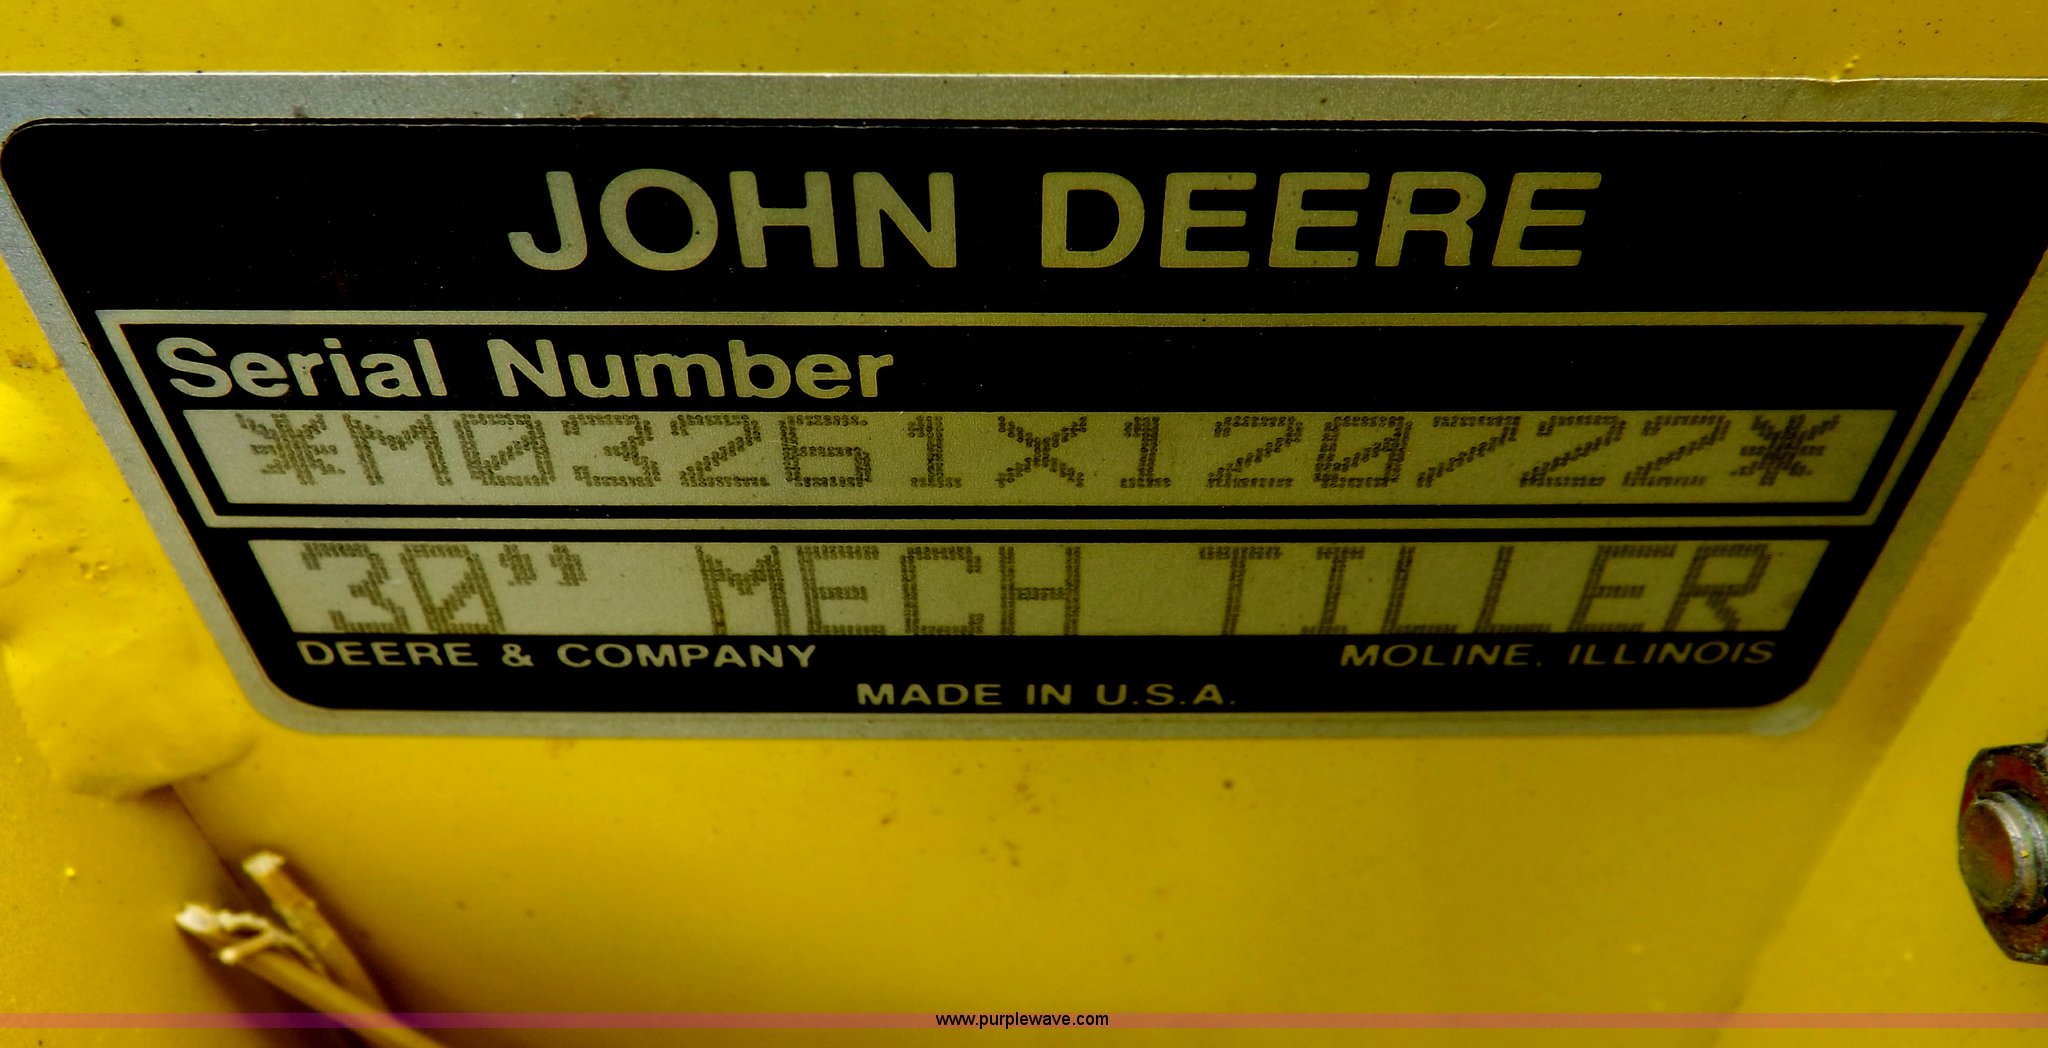 JOHN DEERE
Serial Number
*M03261X120722*
30" MECH TILLER
DEERE & COMPANY
MOLINE, ILLINOIS
MADE IN U.S.A.
www.purplewave.com